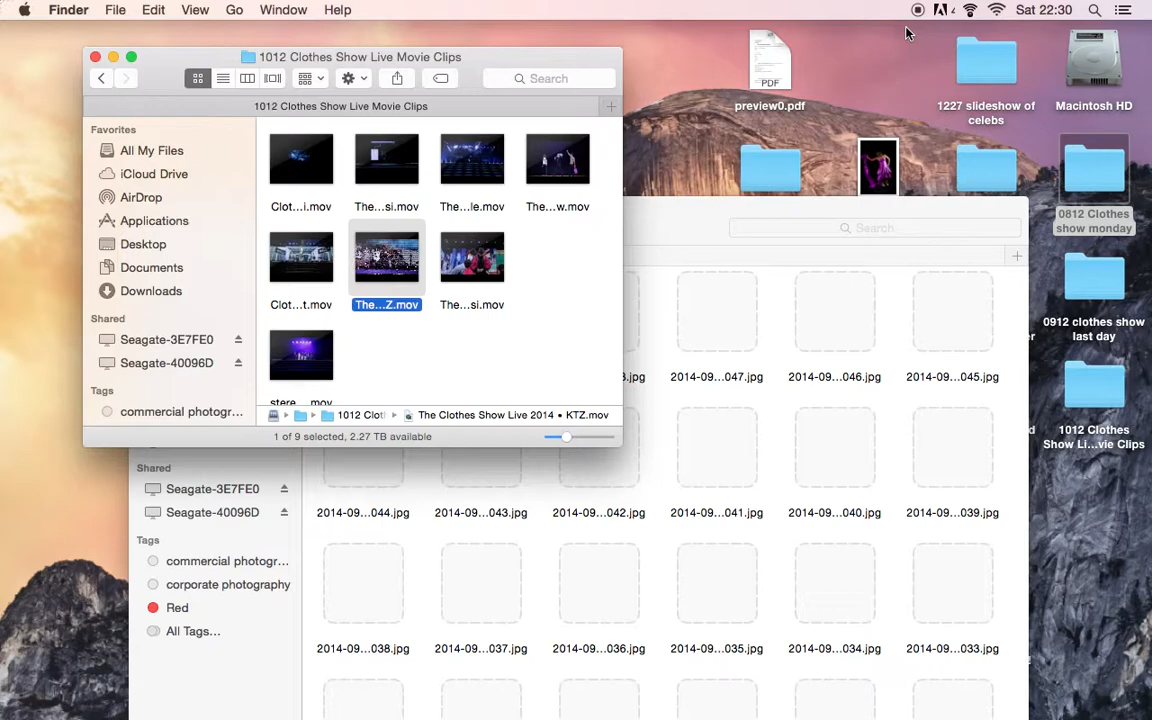 Finder File Edit View Go Window Help
4 Sat 22:30
1012 Clothes Show Live Movie Clips
Search
1012 Clothes Show Live Movie Clips
Favorites
All My Files
iCloud Drive
AirDrop
Applications
Desktop
Documents
Downloads
Shared
Seagate-3E7FE0
Seagate-40096D
Tags
commercial photogr...
Clot...i.mov The...si.mov The...le.mov The...w.mov
Clot...t.mov The...Z.mov The...si.mov
1012 Clot The Clothes Show Live 2014 • KTZ.mov
1 of 9 selected, 2.27 TB available
PDF
preview0.pdf
1227 slideshow of
celebs
Macintosh HD
0812 Clothes
show monday
0912 clothes show
last day
1012 Clothes
Show Li...vie Clips
Search
2014-09...047.jpg 2014-09...046.jpg 2014-09...045.jpg
2014-09...044.jpg 2014-09...043.jpg 2014-09...042.jpg 2014-09...041.jpg 2014-09...040.jpg 2014-09...039.jpg
2014-09...038.jpg 2014-09...037.jpg 2014-09...036.jpg 2014-09...035.jpg 2014-09...034.jpg 2014-09...033.jpg
Shared
Seagate-3E7FE0
Seagate-40096D
Tags
commercial photogr...
corporate photography
Red
All Tags...